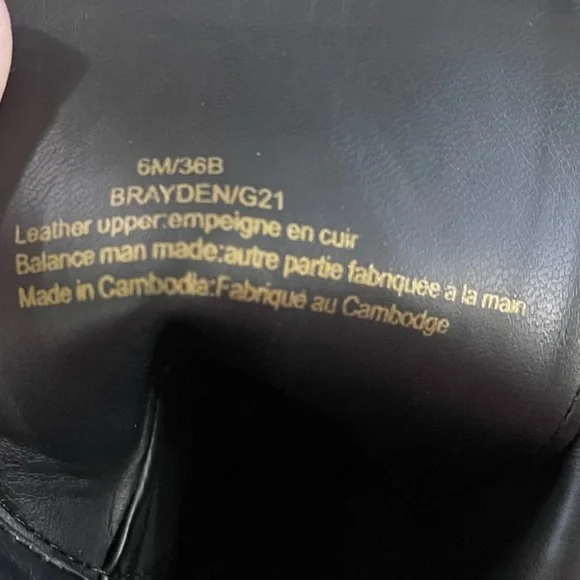 6M/36B
BRAYDEN/G21
Leather upper:empeigne en cuir
Balance man made:autre partie fabriquée a la main
Made in Cambodia:Fabriqué au Cambodge